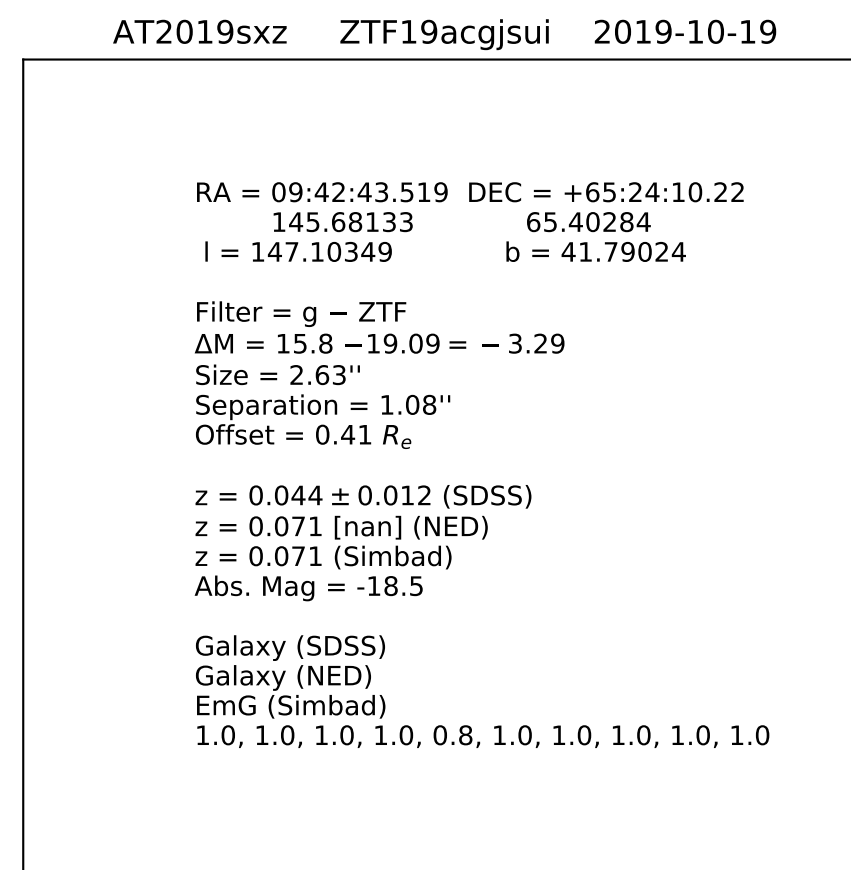 AT2019sxz ZTF19acgjsui 2019-10-19
RA = 09:42:43.519 DEC = +65:24:10.22
145.68133 65.40284
l = 147.10349 b = 41.79024
Filter = g − ZTF
ΔM = 15.8 −19.09 = − 3.29
Size = 2.63''
Separation = 1.08''
Offset = 0.41 Rₑ
z = 0.044 ± 0.012 (SDSS)
z = 0.071 [nan] (NED)
z = 0.071 (Simbad)
Abs. Mag = -18.5
Galaxy (SDSS)
Galaxy (NED)
EmG (Simbad)
1.0, 1.0, 1.0, 1.0, 0.8, 1.0, 1.0, 1.0, 1.0, 1.0